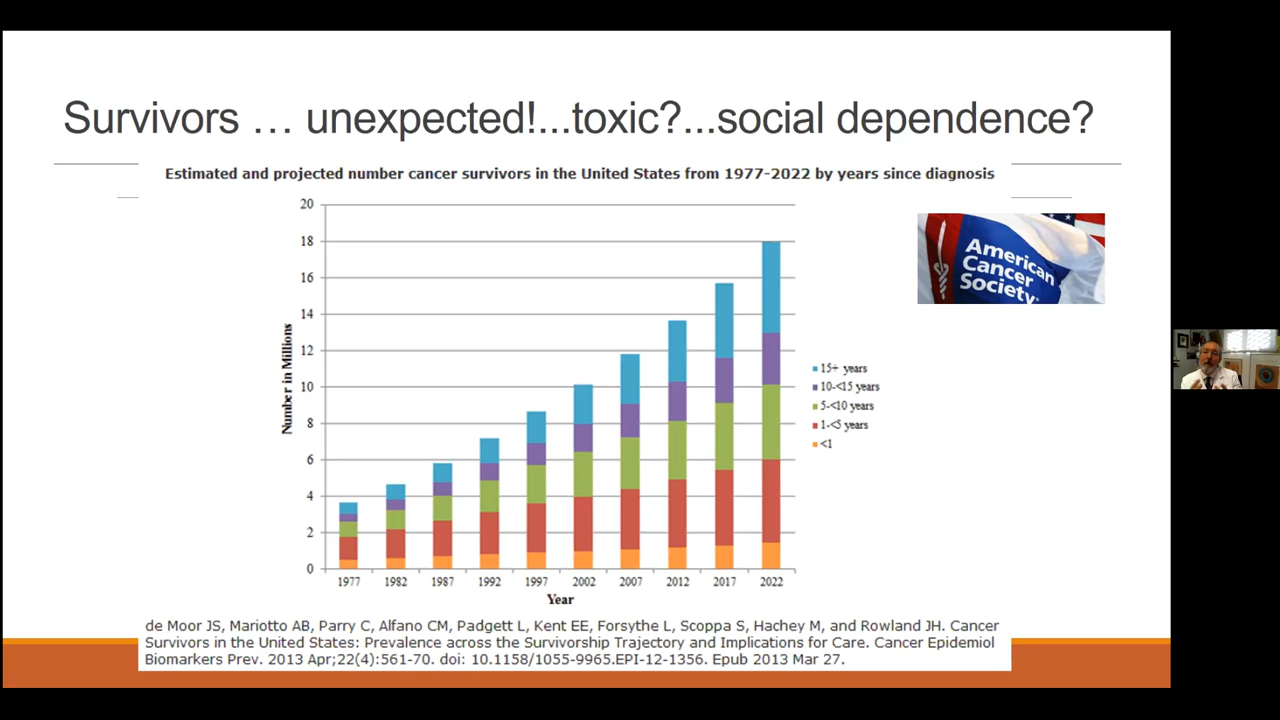 Survivors … unexpected!...toxic?...social dependence?
Estimated and projected number cancer survivors in the United States from 1977-2022 by years since diagnosis
20
18
16
14
12
10
8
6
4
2
0
Number in Millions
1977 1982 1987 1992 1997 2002 2007 2012 2017 2022
Year
15+ years
10-<15 years
5-<10 years
1-<5 years
<1
American
Cancer
Society
de Moor JS, Mariotto AB, Parry C, Alfano CM, Padgett L, Kent EE, Forsythe L, Scoppa S, Hachey M, and Rowland JH. Cancer
Survivors in the United States: Prevalence across the Survivorship Trajectory and Implications for Care. Cancer Epidemiol
Biomarkers Prev. 2013 Apr;22(4):561-70. doi: 10.1158/1055-9965.EPI-12-1356. Epub 2013 Mar 27.